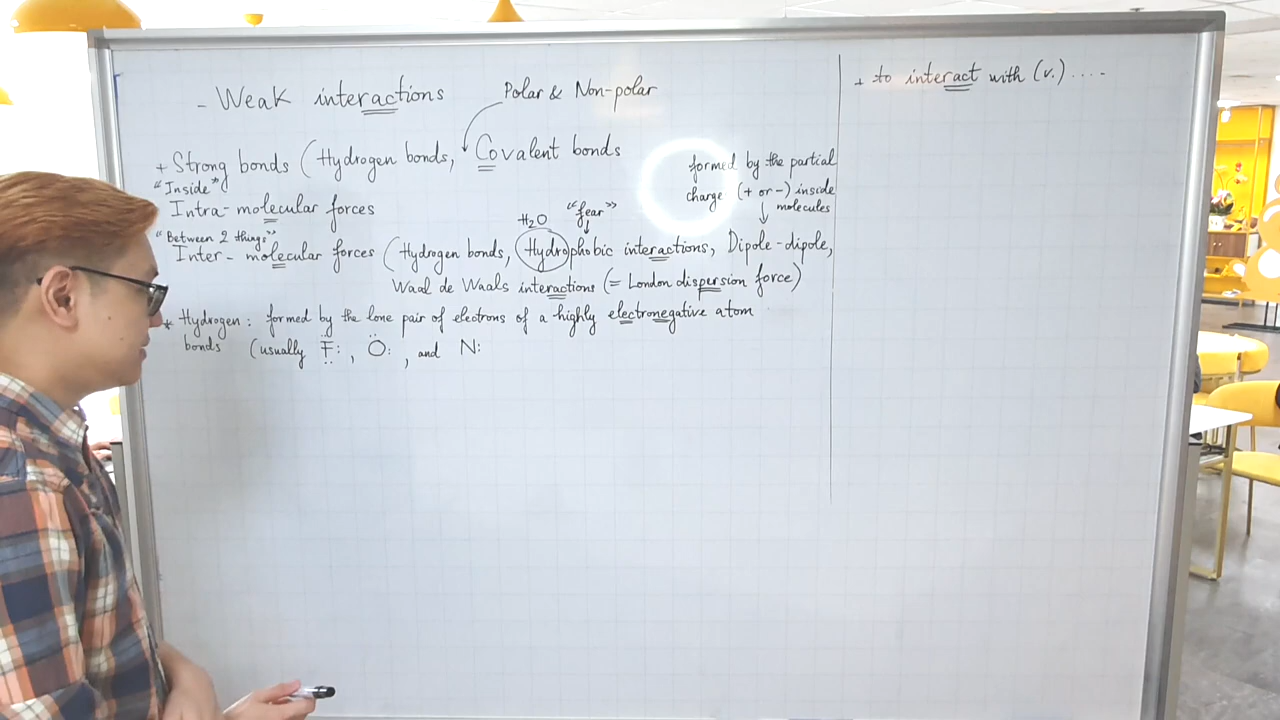 - Weak interactions
Polar & Non-polar
+ Strong bonds (Hydrogen bonds, Covalent bonds
"Inside"
Intra-molecular forces
"Between 2 things"
Inter-molecular forces (Hydrogen bonds, Hydrophobic interactions, Dipole-dipole,
H₂O
"fear"
formed by the partial
charge (+ or -) inside
molecules
Waal de Waals interactions (= London dispersion force)
* Hydrogen bonds : formed by the lone pair of electrons of a highly electronegative atom
(usually F:, O:, and N:
+ to interact with (v.) ....